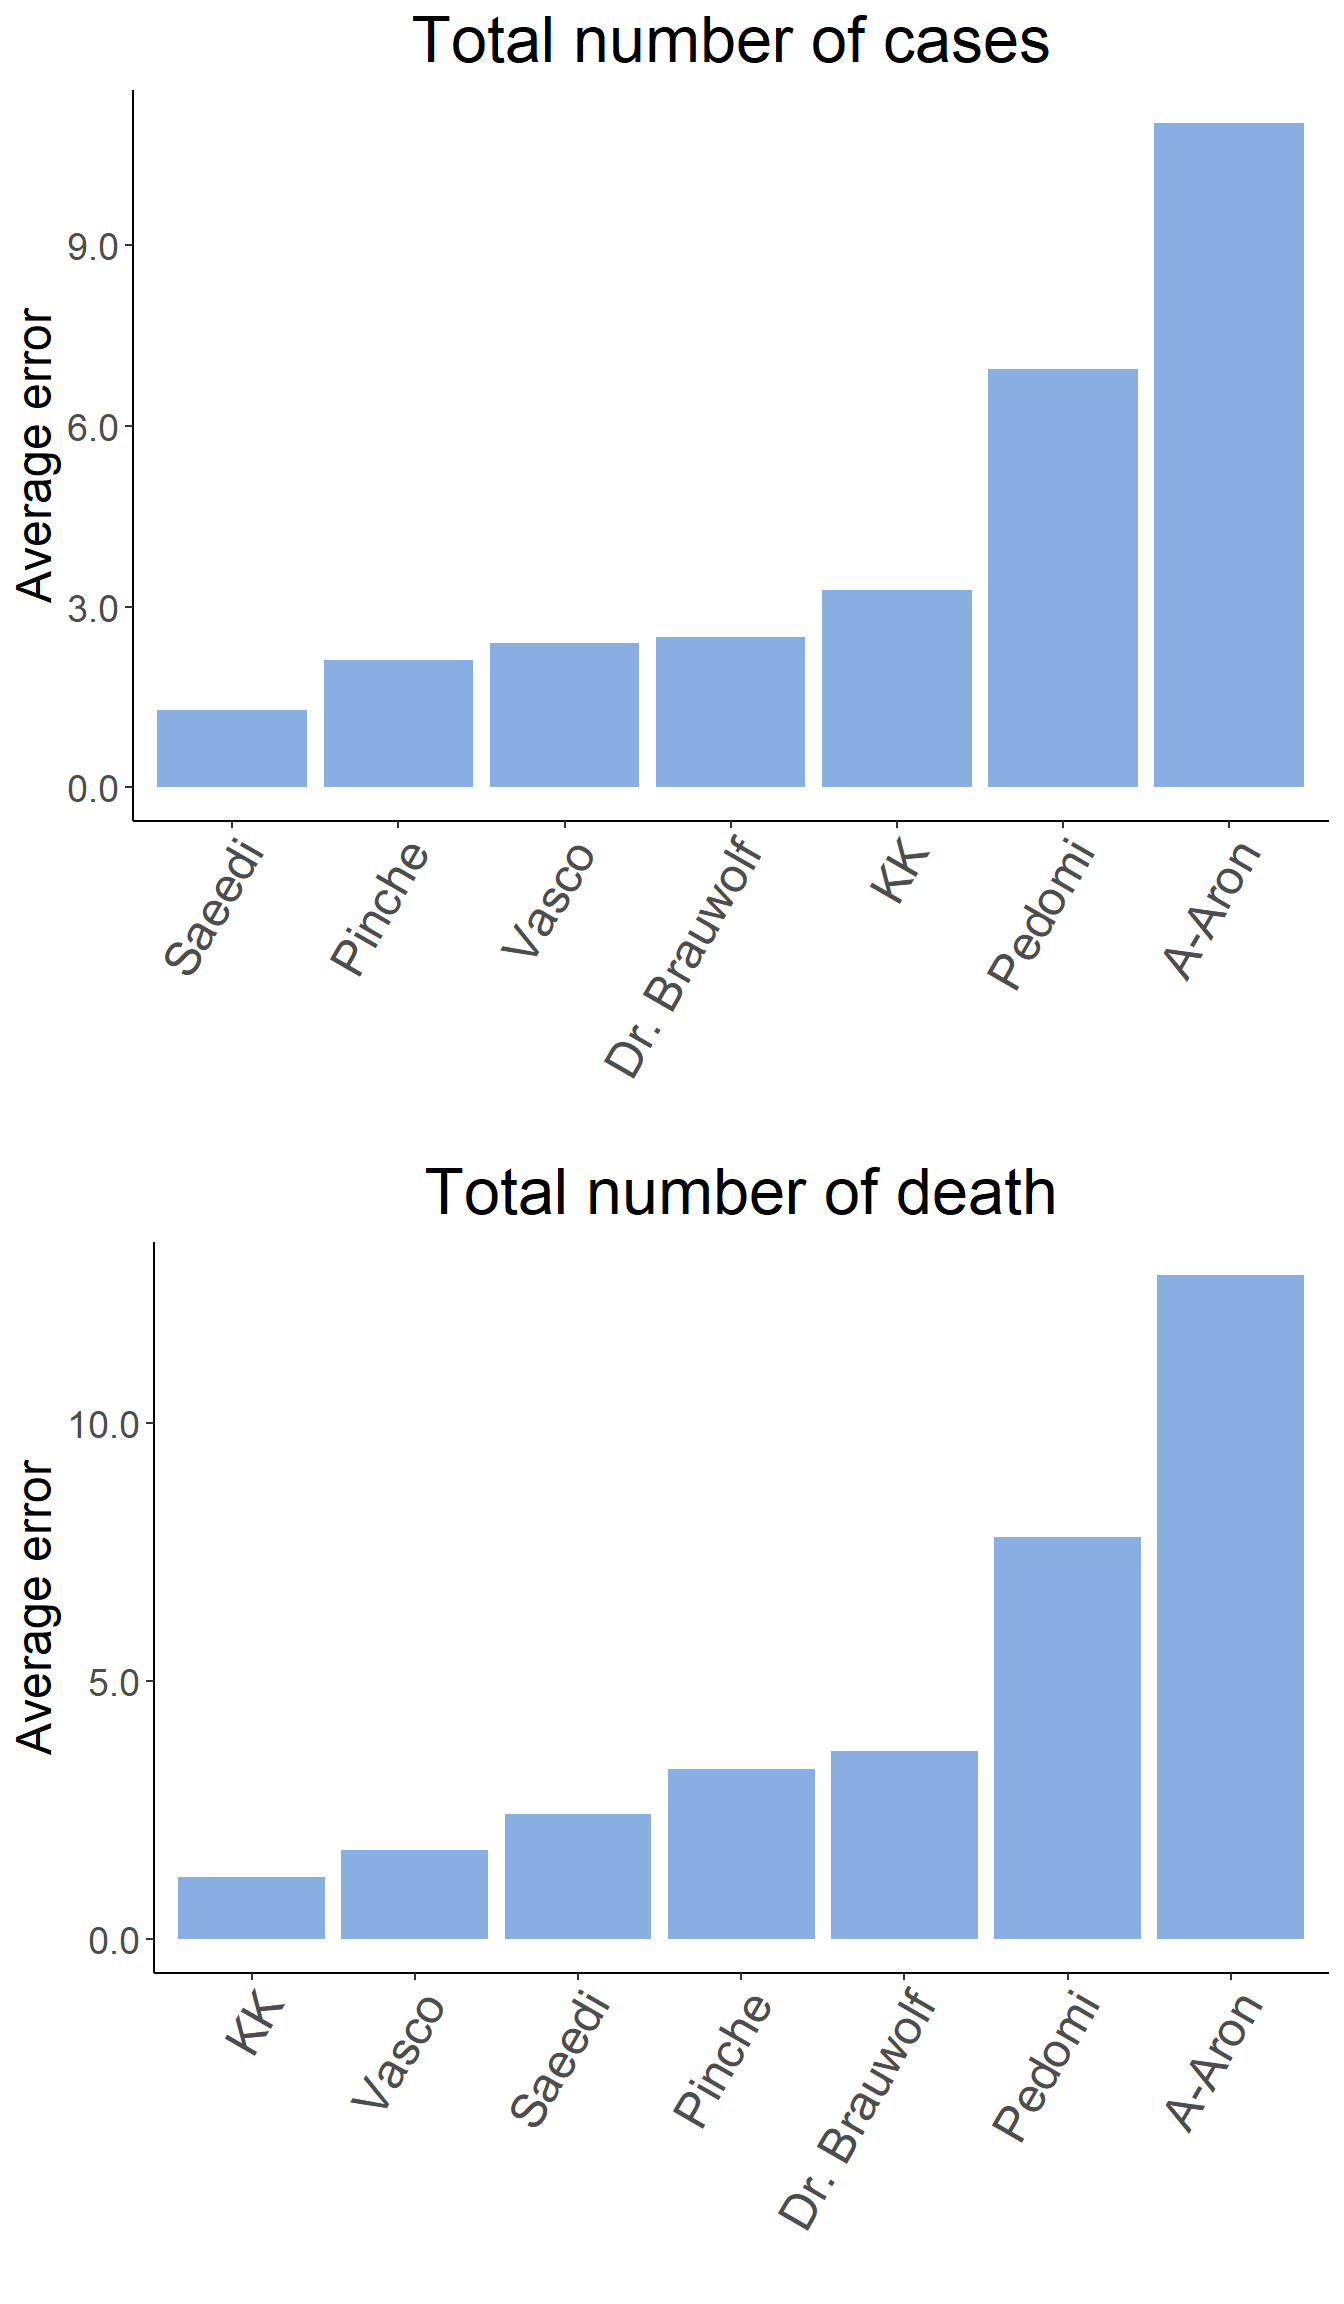 Total number of cases
Average error
9.0
6.0
3.0
0.0
Saeedi
Pinche
Vasco
Dr. Brauwolf
KK
Pedomi
A-Aron
Total number of death
Average error
10.0
5.0
0.0
KK
Vasco
Saeedi
Pinche
Dr. Brauwolf
Pedomi
A-Aron